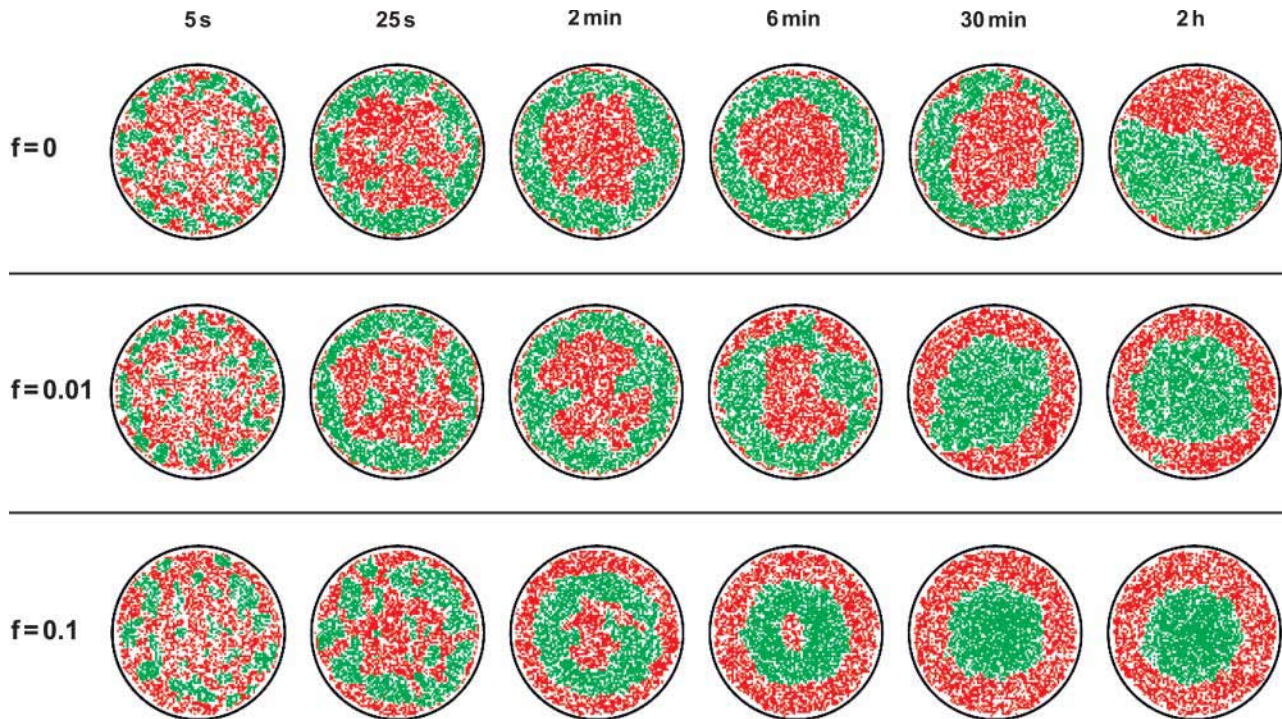 5 s 25 s 2 min 6 min 30 min 2 h
f = 0
f = 0.01
f = 0.1